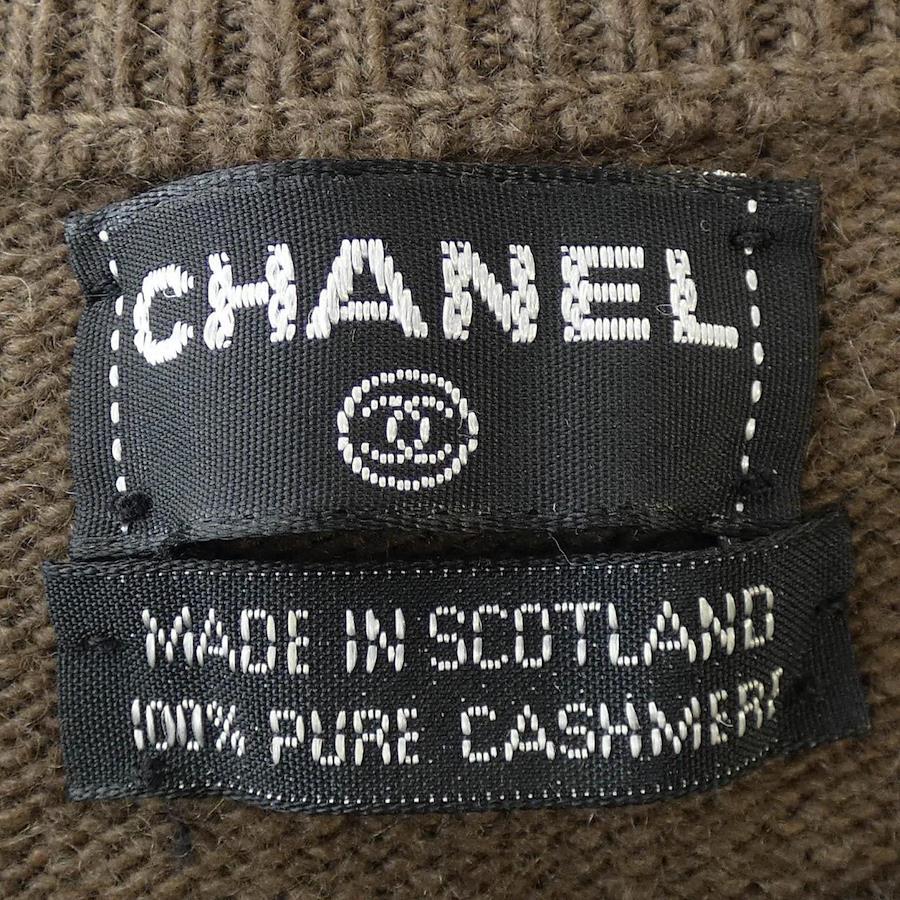 CHANEL
MADE IN SCOTLAND
100% PURE CASHMERE